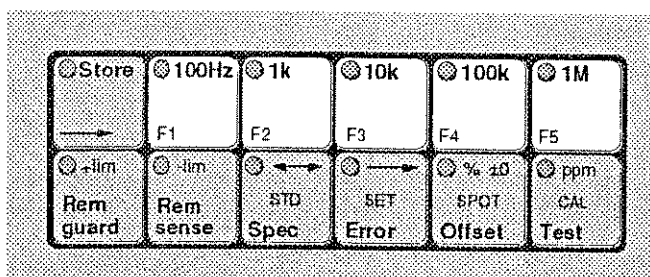 Store 100Hz 1k 10k 100k 1M
F1 F2 F3 F4 F5
+lim -lim % ±0 ppm
STD SET SPOT CAL
Rem guard Rem sense Spec Error Offset Test